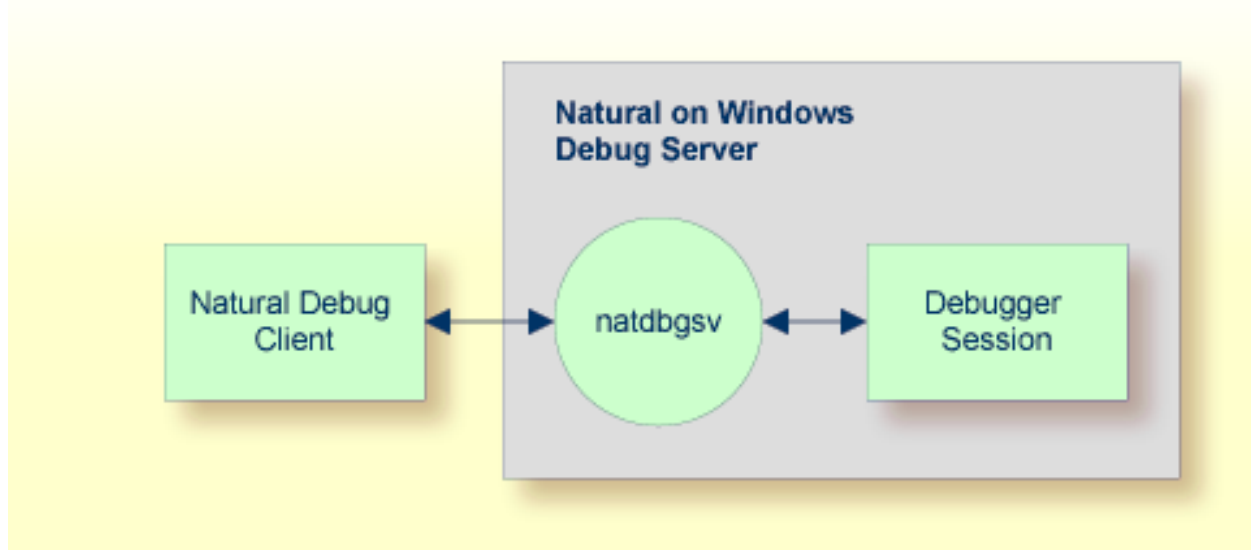 Natural on Windows
Debug Server
Natural Debug
Client
natdbgsv
Debugger
Session